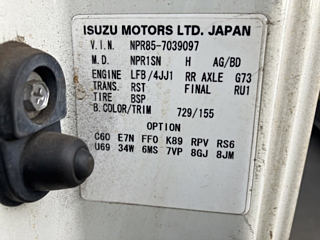 ISUZU MOTORS LTD. JAPAN
V.I.N. NPR85-7039097
M.D. NPR1SN H AG/BD
ENGINE LFB/4JJ1 RR AXLE G73
TRANS. RST FINAL RU1
TIRE BSP
B.COLOR/TRIM 729/155
OPTION
C60 E7N FF0 K89 RPV RS6
U69 34W 6MS 7VP 8GJ 8JM